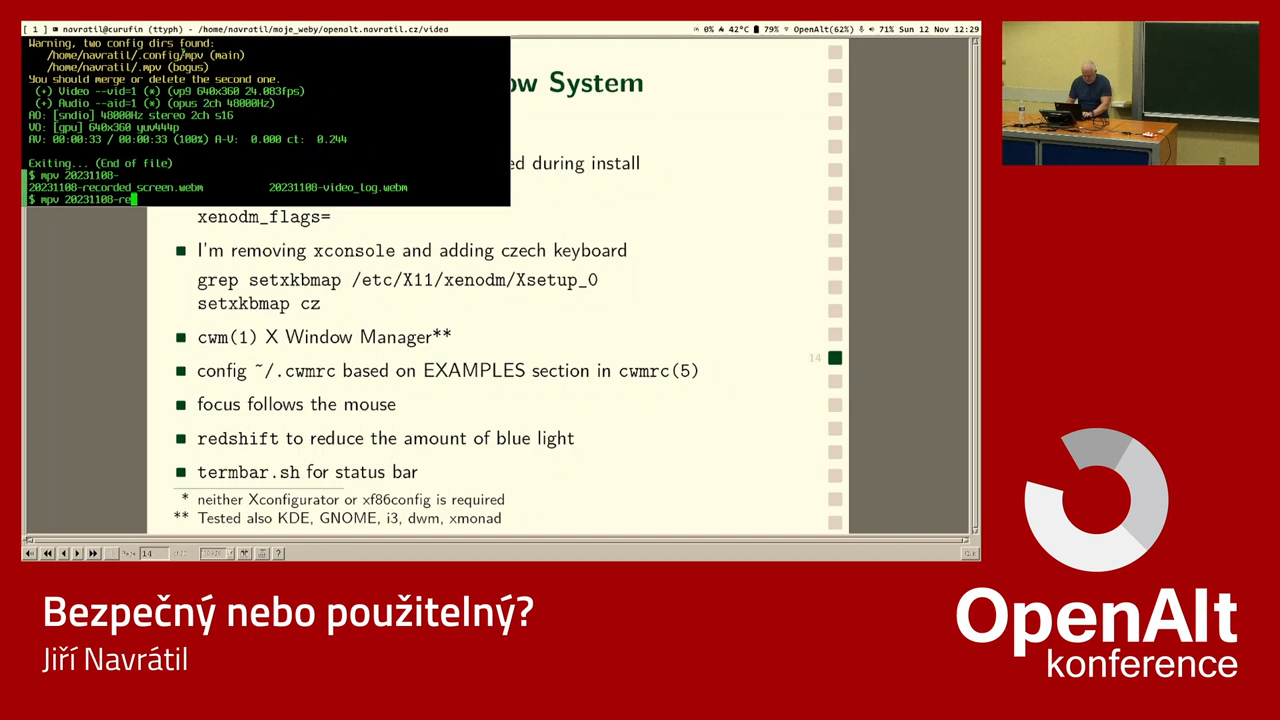 [ 1 ] navratil@curufin (ttyph) - /home/navratil/moje_weby/openalt.navratil.cz/videa
0% 42°C 79% OpenAlt(62%) 71% Sun 12 Nov 12:29
Warning, two config dirs found:
/home/navratil/.config/mpv (main)
/home/navratil/.mpv (bogus)
You should merge or delete the second one.
(+) Video --vid=1 (*) (vp9 640x360 24.083fps)
(+) Audio --aid=1 (*) (opus 2ch 48000Hz)
AO: [sndio] 48000Hz stereo 2ch s16
VO: [gpu] 640x360 yuv444p
AV: 00:00:33 / 00:00:33 (100%) A-V: 0.000 ct: 0.244
Exiting... (End of file)
$ mpv 20231108-
20231108-recorded_screen.webm 20231108-video_log.webm
$ mpv 20231108-re
ow System
ed during install
xenodm_flags=
I'm removing xconsole and adding czech keyboard
grep setxkbmap /etc/X11/xenodm/Xsetup_0
setxkbmap cz
cwm(1) X Window Manager**
config ~/.cwmrc based on EXAMPLES section in cwmrc(5)
focus follows the mouse
redshift to reduce the amount of blue light
termbar.sh for status bar
* neither Xconfigurator or xf86config is required
** Tested also KDE, GNOME, i3, dwm, xmonad
14
Page 14
?
Bezpečný nebo použitelný?
Jiří Navrátil
OpenAlt
konference